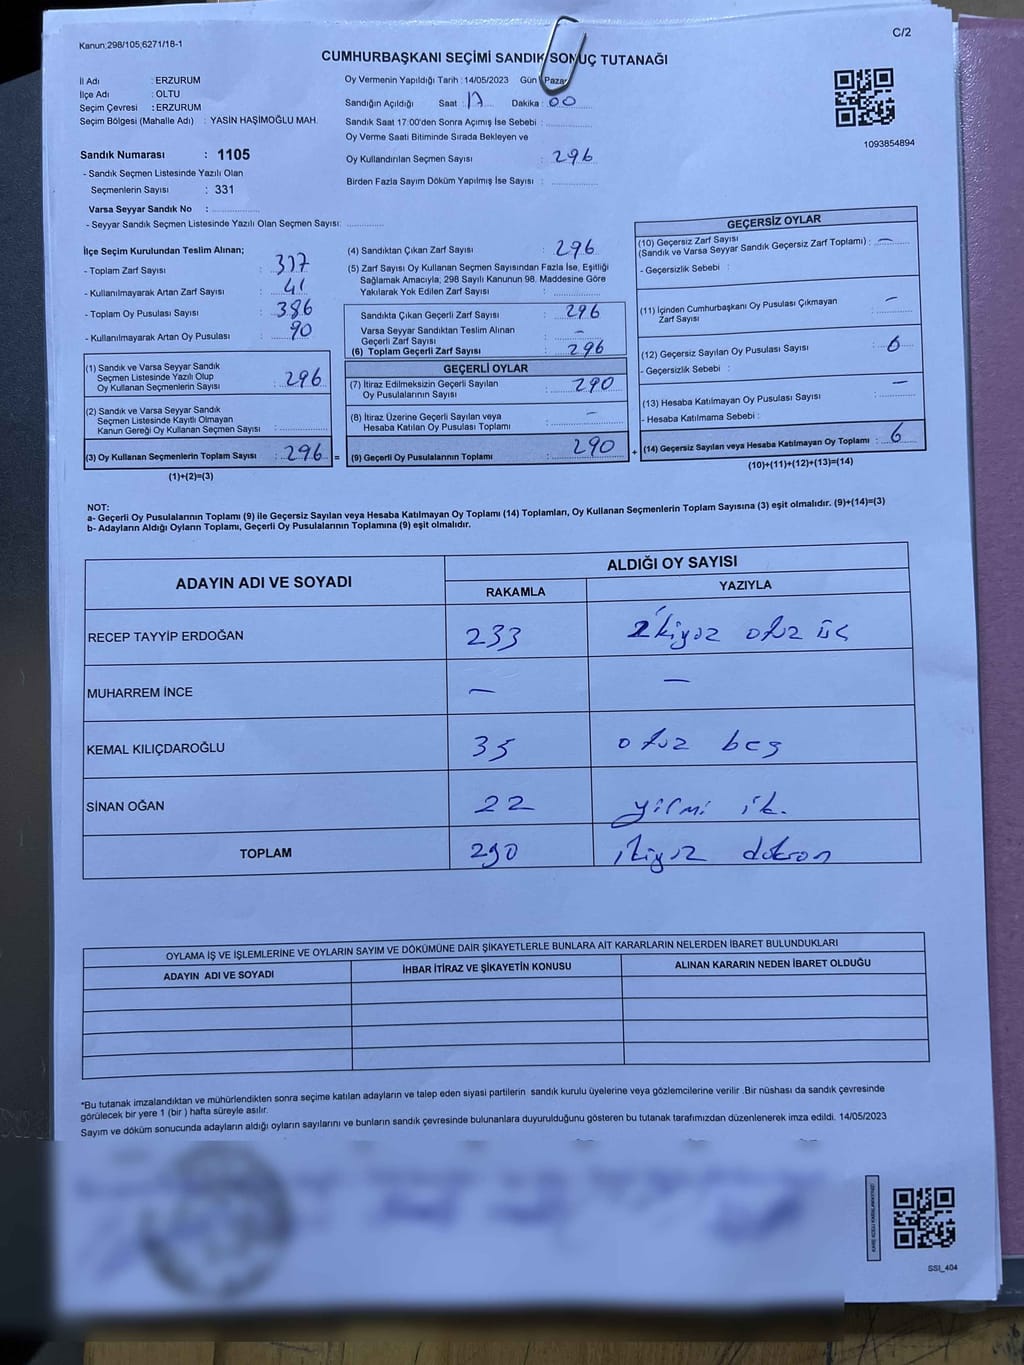 Kanun:298/105,6271/18-1
C/2
CUMHURBAŞKANI SEÇİMİ SANDIK SONUÇ TUTANAĞI
İl Adı : ERZURUM
İlçe Adı : OLTU
Seçim Çevresi : ERZURUM
Seçim Bölgesi (Mahalle Adı) : YASİN HAŞİMOĞLU MAH.
Sandık Numarası : 1105
- Sandık Seçmen Listesinde Yazılı Olan
Seçmenlerin Sayısı : 331
Varsa Seyyar Sandık No :
- Seyyar Sandık Seçmen Listesinde Yazılı Olan Seçmen Sayısı:
Oy Vermenin Yapıldığı Tarih :14/05/2023 Gün : Pazar
Sandığın Açıldığı Saat : 17 Dakika : 00
Sandık Saat 17:00'den Sonra Açımış İse Sebebi :
Oy Verme Saati Bitiminde Sırada Bekleyen ve
Oy Kullandırılan Seçmen Sayısı : 296
Birden Fazla Sayım Döküm Yapılmış İse Sayısı :
1093854894
İlçe Seçim Kurulundan Teslim Alınan;
- Toplam Zarf Sayısı : 337
- Kullanılmayarak Artan Zarf Sayısı : 41
- Toplam Oy Pusulası Sayısı : 386
- Kullanılmayarak Artan Oy Pusulası : 90
(1) Sandık ve Varsa Seyyar Sandık
Seçmen Listesinde Yazılı Olup
Oy Kullanan Seçmenlerin Sayısı : 296
(2) Sandık ve Varsa Seyyar Sandık
Seçmen Listesinde Kayıtlı Olmayan
Kanun Gereği Oy Kullanan Seçmen Sayısı :
(3) Oy Kullanan Seçmenlerin Toplam Sayısı : 296 =
(1)+(2)=(3)
(4) Sandıktan Çıkan Zarf Sayısı : 296
(5) Zarf Sayısı Oy Kullanan Seçmen Sayısından Fazla İse, Eşitliği
Sağlamak Amacıyla, 298 Sayılı Kanunun 98. Maddesine Göre
Yakılarak Yok Edilen Zarf Sayısı :
Sandıkta Çıkan Geçerli Zarf Sayısı : 296
Varsa Seyyar Sandıktan Teslim Alınan
Geçerli Zarf Sayısı : –
(6) Toplam Geçerli Zarf Sayısı : 296
GEÇERLİ OYLAR
(7) İtiraz Edilmeksizin Geçerli Sayılan
Oy Pusulalarının Sayısı : 290
(8) İtiraz Üzerine Geçerli Sayılan veya
Hesaba Katılan Oy Pusulası Toplamı : –
(9) Geçerli Oy Pusulalarının Toplamı : 290 +
GEÇERSİZ OYLAR
(10) Geçersiz Zarf Sayısı
(Sandık ve Varsa Seyyar Sandık Geçersiz Zarf Toplamı) : –
- Geçersizlik Sebebi :
(11) İçinden Cumhurbaşkanı Oy Pusulası Çıkmayan
Zarf Sayısı : –
(12) Geçersiz Sayılan Oy Pusulası Sayısı : 6
- Geçersizlik Sebebi :
(13) Hesaba Katılmayan Oy Pusulası Sayısı : –
- Hesaba Katılmama Sebebi :
(14) Geçersiz Sayılan veya Hesaba Katılmayan Oy Toplamı : 6
(10)+(11)+(12)+(13)=(14)
NOT:
a- Geçerli Oy Pusulalarının Toplamı (9) ile Geçersiz Sayılan veya Hesaba Katılmayan Oy Toplamı (14) Toplamları, Oy Kullanan Seçmenlerin Toplam Sayısına (3) eşit olmalıdır. (9)+(14)=(3)
b- Adayların Aldığı Oyların Toplamı, Geçerli Oy Pusulalarının Toplamına (9) eşit olmalıdır.
ADAYIN ADI VE SOYADI ALDIĞI OY SAYISI
RAKAMLA YAZIYLA
RECEP TAYYİP ERDOĞAN 233 ikiyüz otuz üç
MUHARREM İNCE – –
KEMAL KILIÇDAROĞLU 35 otuz beş
SİNAN OĞAN 22 yirmi iki
TOPLAM 290 ikiyüz doksan
OYLAMA İŞ VE İŞLEMLERİNE VE OYLARIN SAYIM VE DÖKÜMÜNE DAİR ŞİKAYETLERLE BUNLARA AİT KARARLARIN NELERDEN İBARET BULUNDUKLARI
ADAYIN ADI VE SOYADI İHBAR İTİRAZ VE ŞİKAYETİN KONUSU ALINAN KARARIN NEDEN İBARET OLDUĞU
*Bu tutanak imzalandıktan ve mühürlendikten sonra seçime katılan adayların ve talep eden siyasi partilerin sandık kurulu üyelerine veya gözlemcilerine verilir .Bir nüshası da sandık çevresinde
görülecek bir yere 1 (bir ) hafta süreyle asılır.
Sayım ve döküm sonucunda adayların aldığı oyların sayılarını ve bunların sandık çevresinde bulunanlara duyurulduğunu gösteren bu tutanak tarafımızdan düzenlenerek imza edildi. 14/05/2023
SSI_404